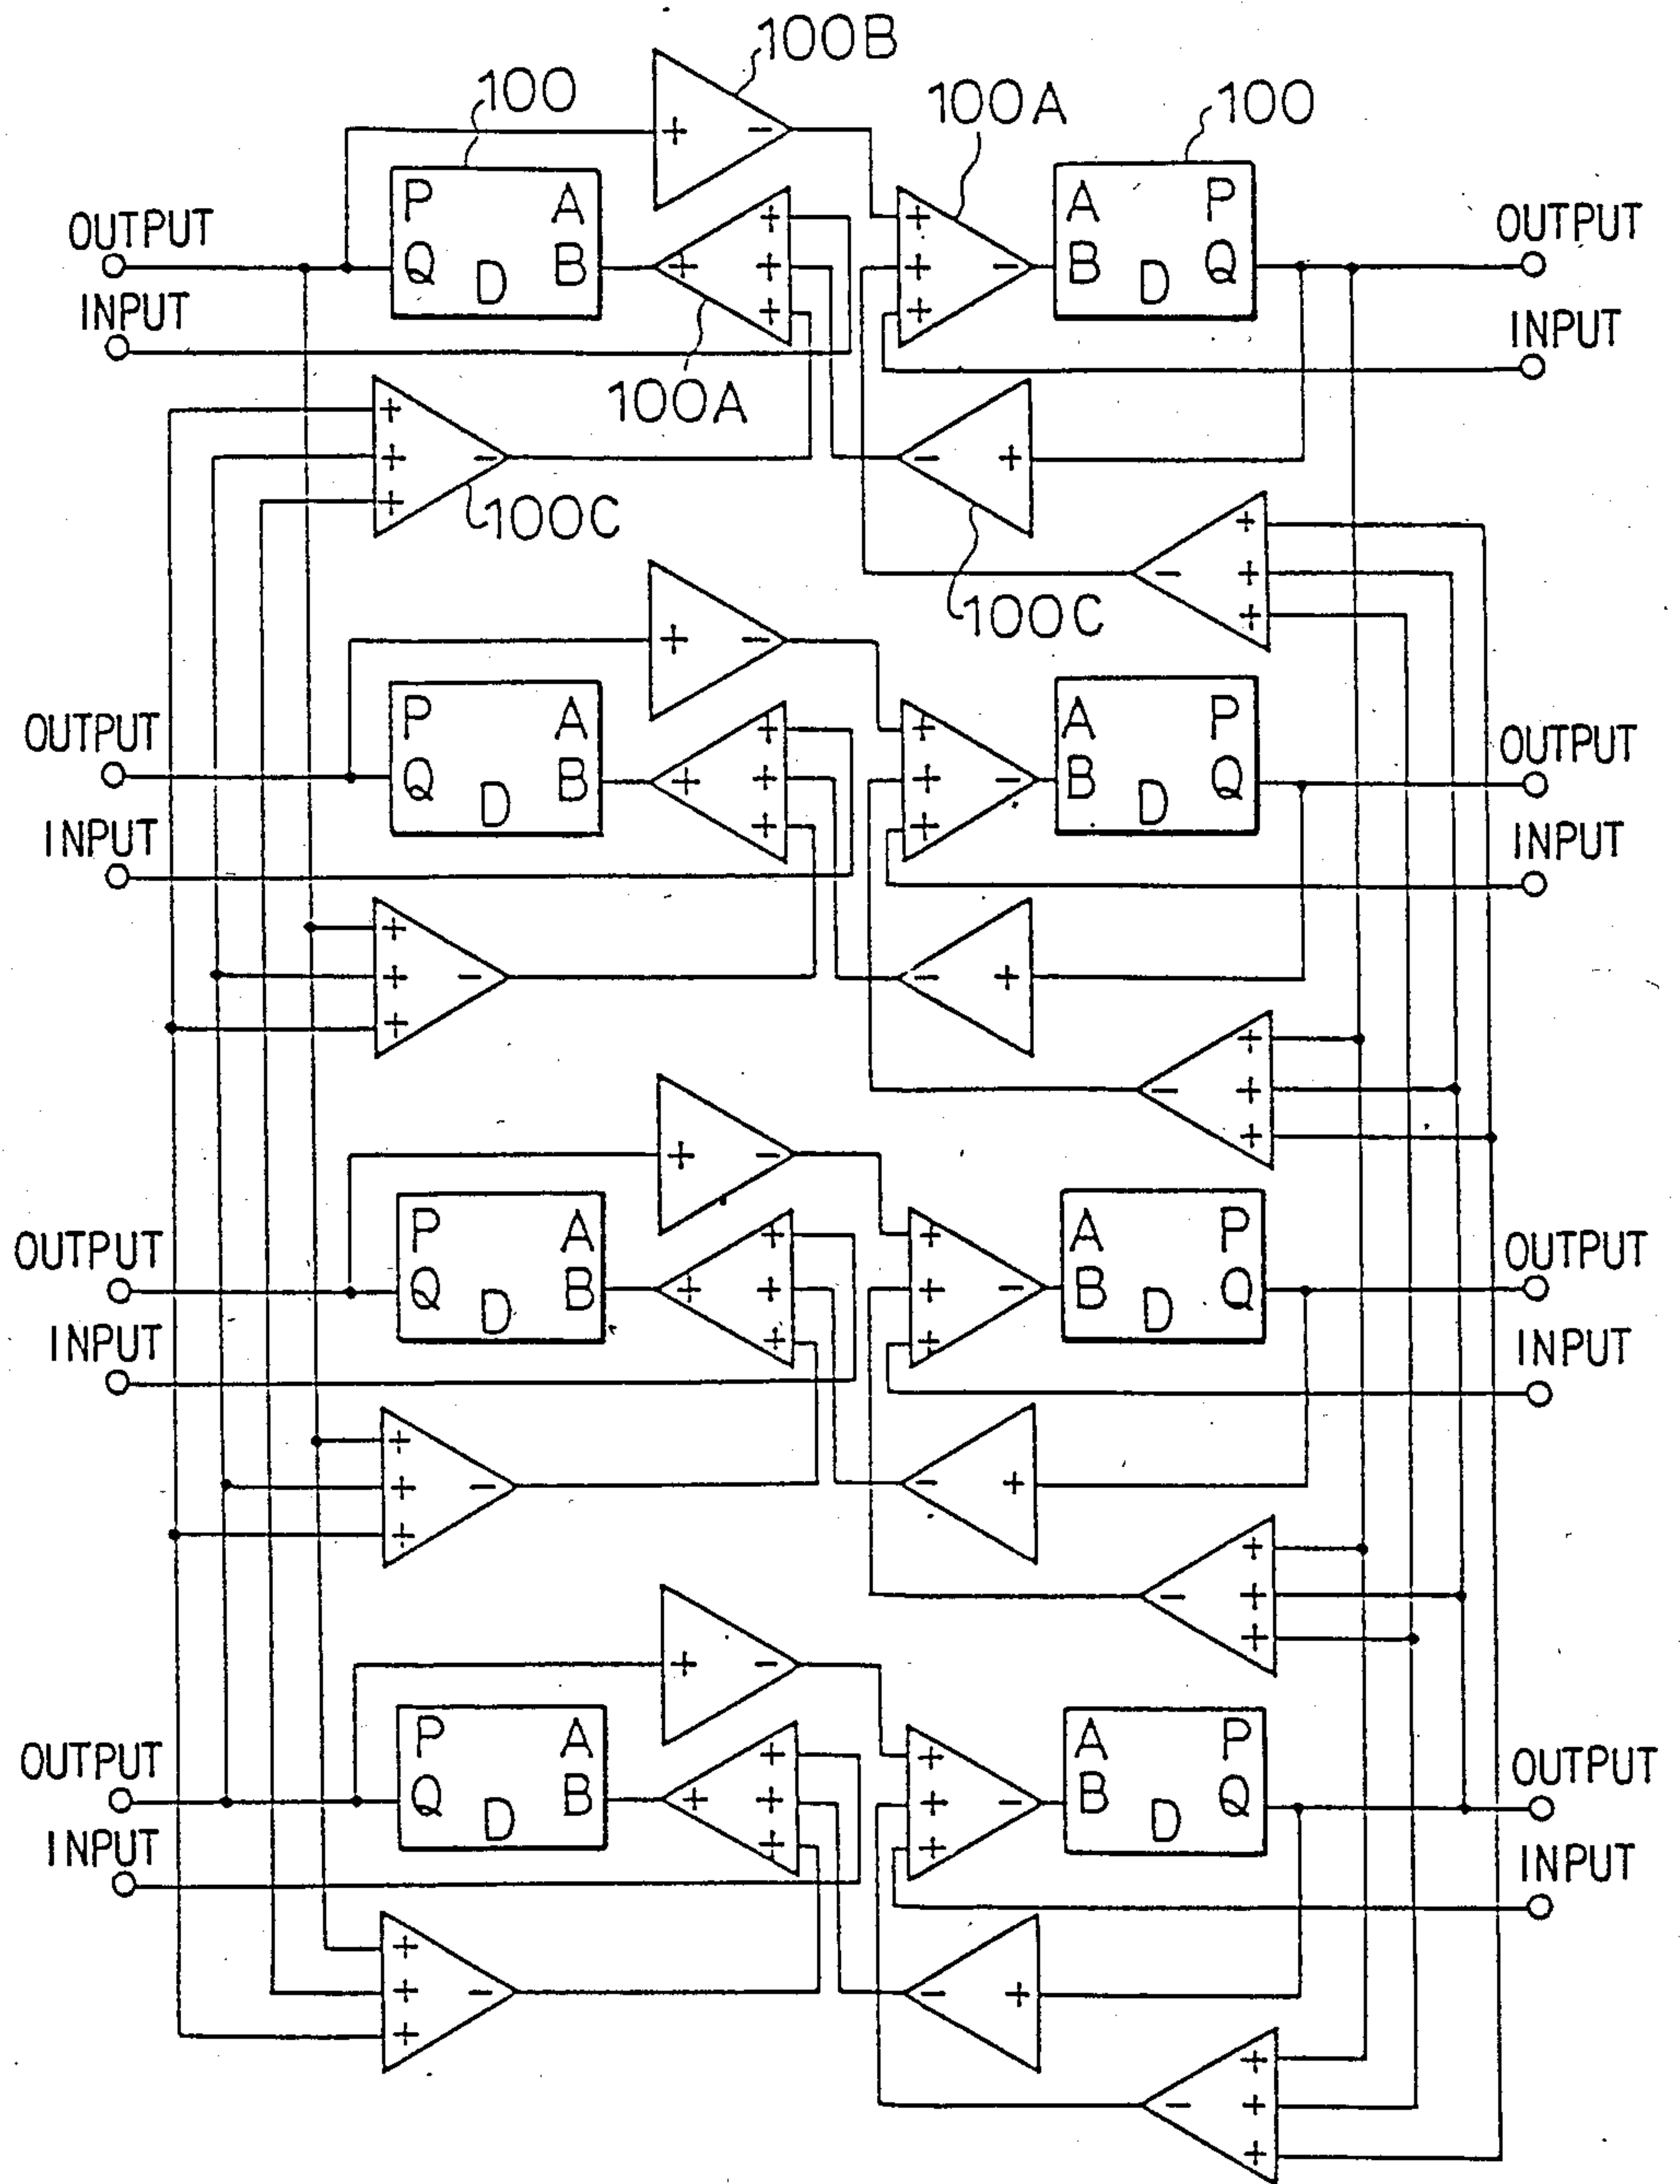 100B
100
100A
100
+ −
P A
Q D B
+
+ +
+
+
+ −
+
A P
B D Q
OUTPUT
INPUT
OUTPUT
INPUT
100A
+
+ −
+
100C
− +
100C
+
− +
+
+ −
P A
Q D B
+
+ +
+
+
+ −
+
A P
B D Q
OUTPUT
INPUT
OUTPUT
INPUT
+
+ −
+
− +
+
− +
+
+ −
P A
Q D B
+
+ +
+
+
+ −
+
A P
B D Q
OUTPUT
INPUT
OUTPUT
INPUT
+
+ −
+
− +
+
− +
+
+ −
P A
Q D B
+
+ +
+
+
+ −
+
A P
B D Q
OUTPUT
INPUT
OUTPUT
INPUT
+
+ −
+
− +
+
− +
+